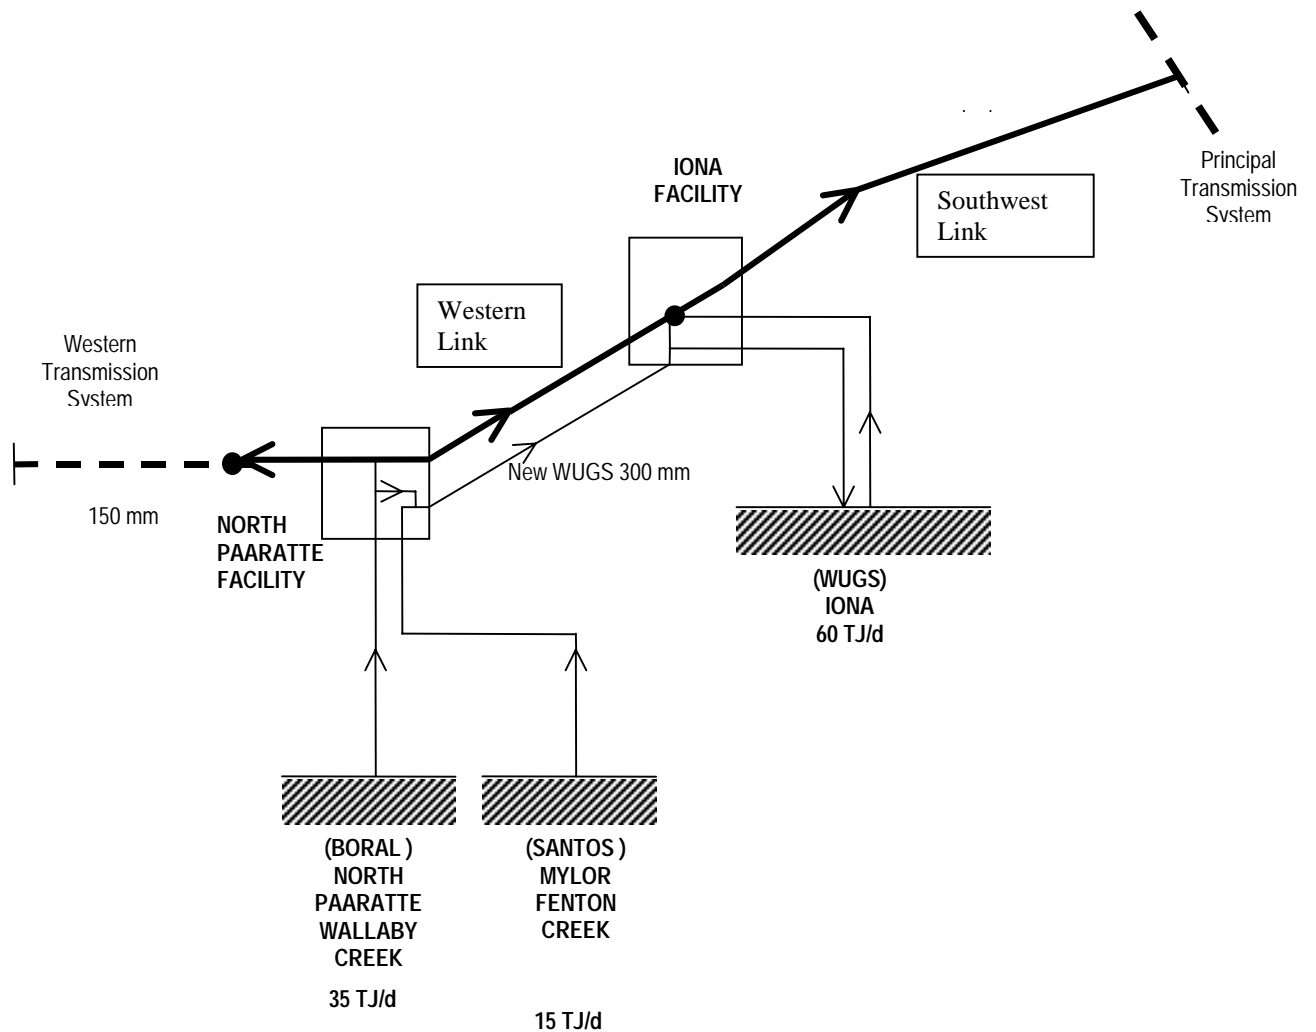 IONA
FACILITY
Principal
Transmission
System
Southwest
Link
Western
Link
Western
Transmission
System
New WUGS 300 mm
150 mm
NORTH
PAARATTE
FACILITY
(WUGS)
IONA
60 TJ/d
(BORAL )
NORTH
PAARATTE
WALLABY
CREEK
35 TJ/d
(SANTOS )
MYLOR
FENTON
CREEK
15 TJ/d